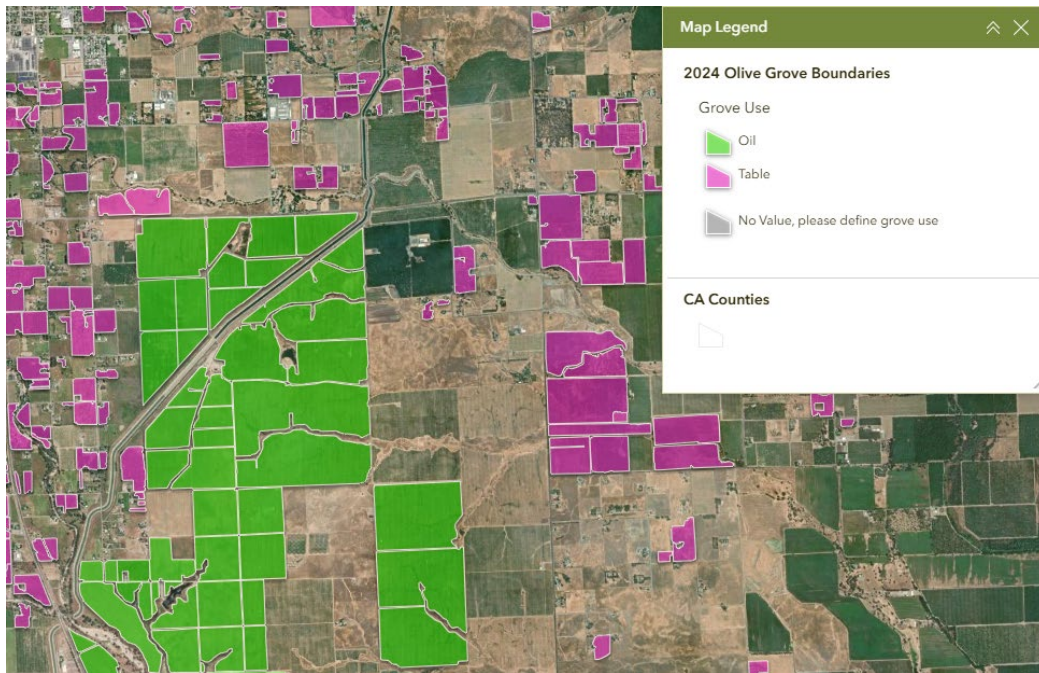 Map Legend
2024 Olive Grove Boundaries
Grove Use
Oil
Table
No Value, please define grove use
CA Counties